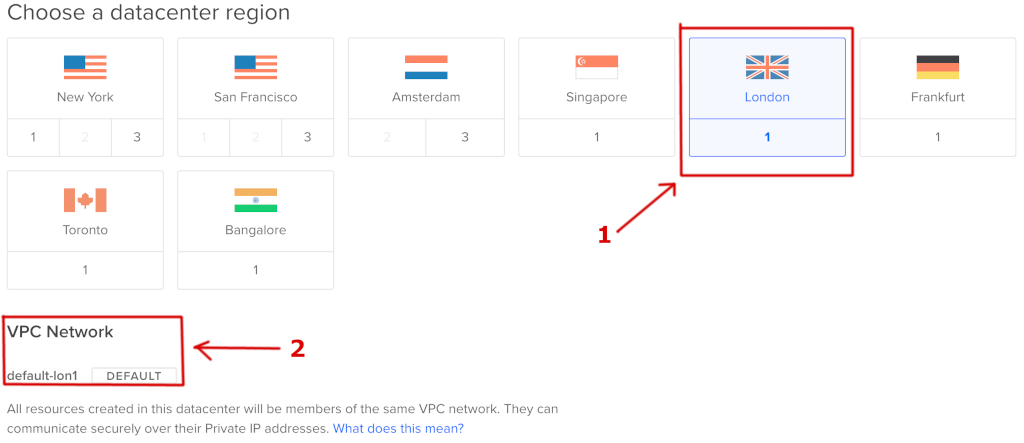 Choose a datacenter region
New York
San Francisco
Amsterdam
Singapore
London
Frankfurt
1 2 3
1 2 3
2 3
1
1
1
Toronto
Bangalore
1
1
1
VPC Network
2
default-lon1 DEFAULT
All resources created in this datacenter will be members of the same VPC network. They can
communicate securely over their Private IP addresses. What does this mean?